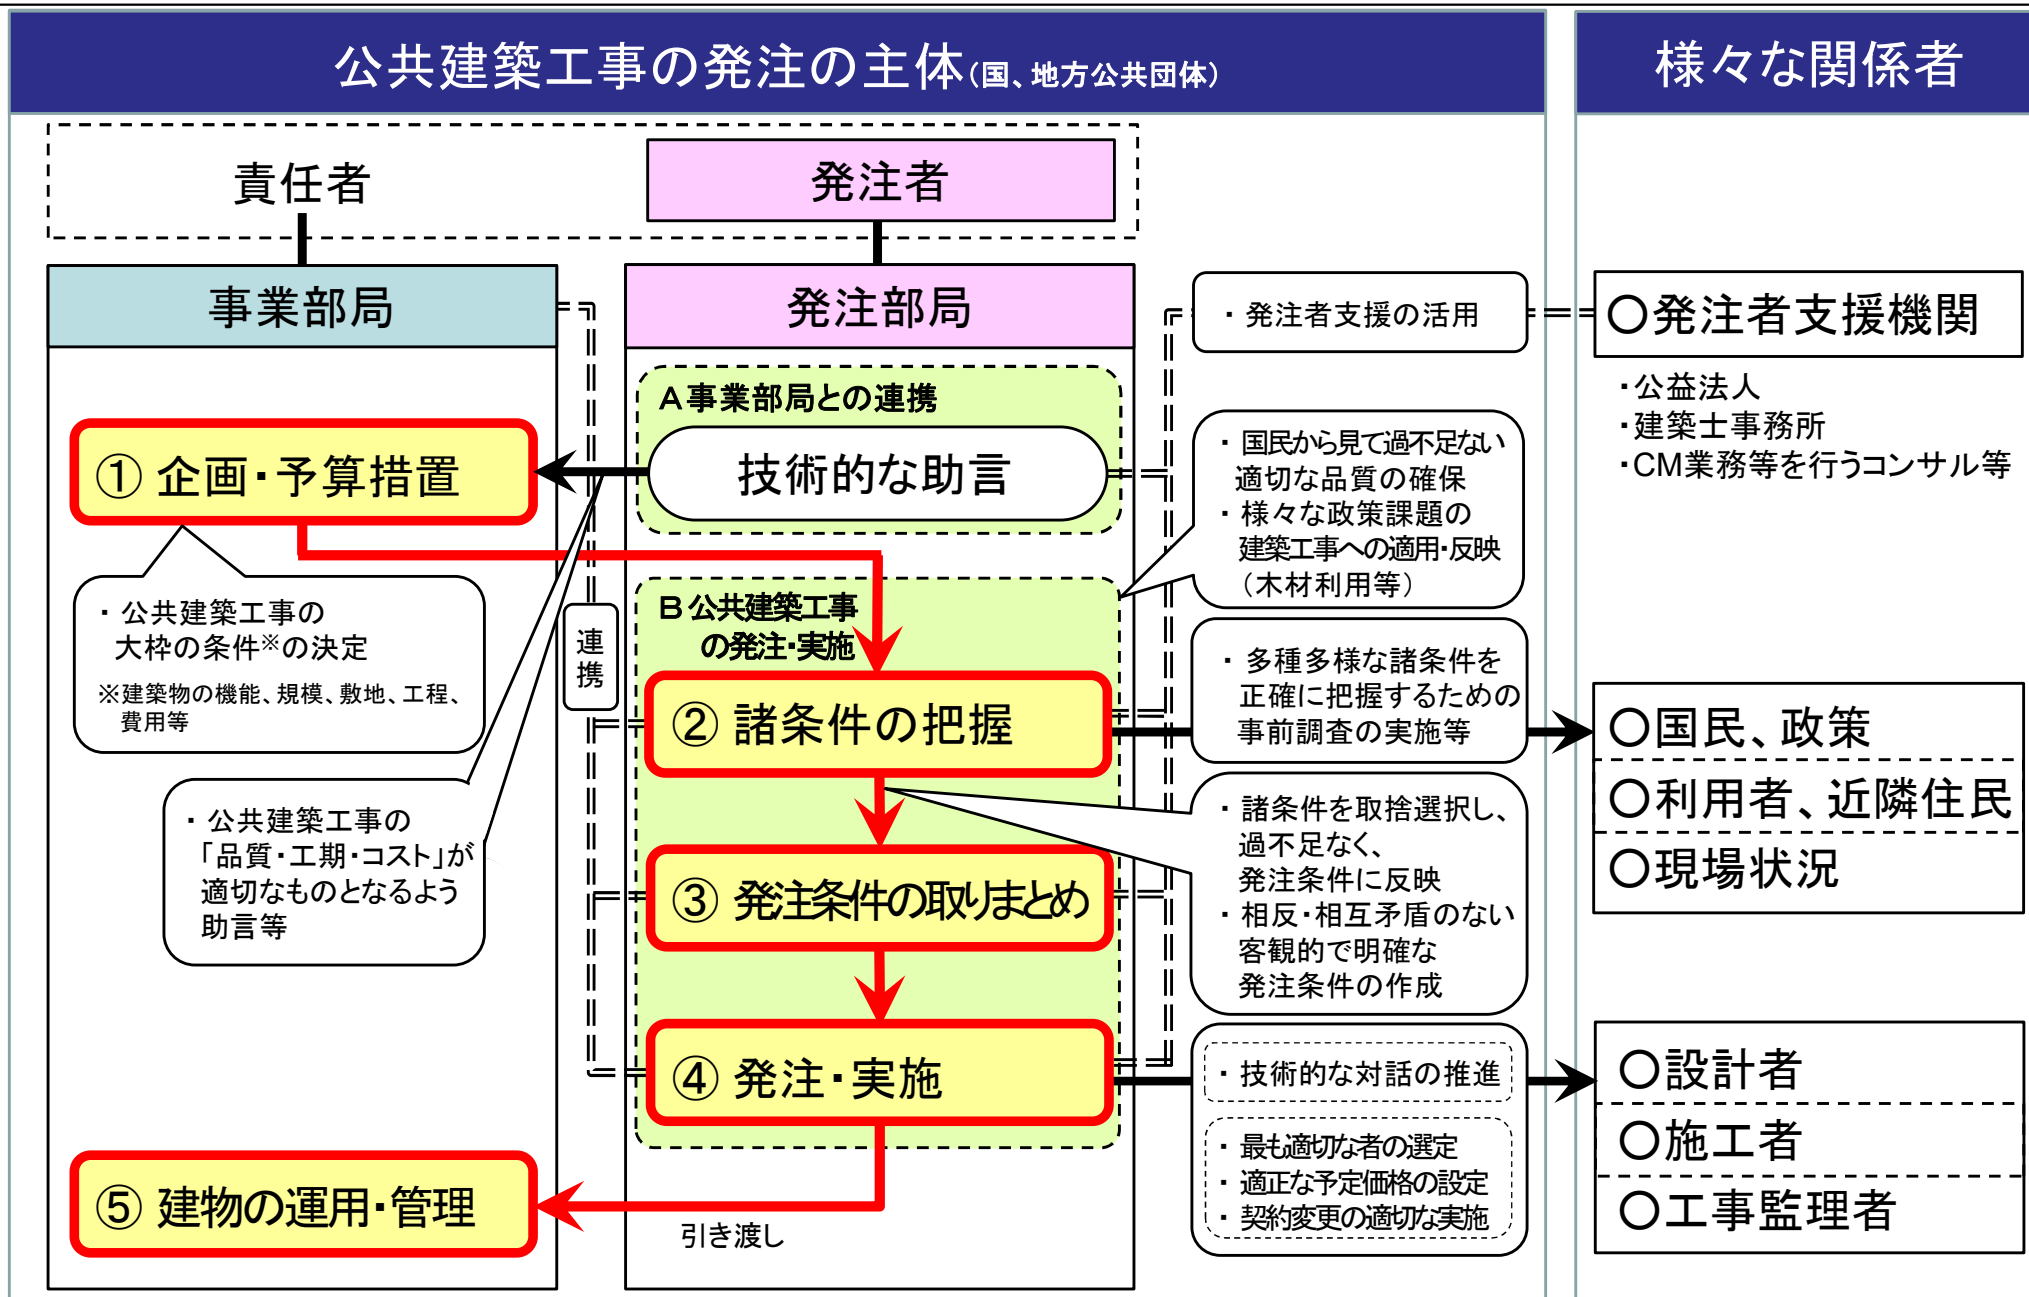 公共建築工事の発注の主体(国、地方公共団体)
様々な関係者
責任者
発注者
事業部局
発注部局
・発注者支援の活用
〇発注者支援機関
・公益法人
・建築士事務所
・CM業務等を行うコンサル等
A事業部局との連携
技術的な助言
① 企画・予算措置
・国民から見て過不足ない
適切な品質の確保
・様々な政策課題の
建築工事への適用・反映
(木材利用等)
・公共建築工事の
大枠の条件※の決定
※建築物の機能、規模、敷地、工程、
費用等
連
携
B公共建築工事
の発注・実施
② 諸条件の把握
・多種多様な諸条件を
正確に把握するための
事前調査の実施等
〇国民、政策
〇利用者、近隣住民
〇現場状況
・公共建築工事の
「品質・工期・コスト」が
適切なものとなるよう
助言等
③ 発注条件の取りまとめ
・諸条件を取捨選択し、
過不足なく、
発注条件に反映
・相反・相互矛盾のない
客観的で明確な
発注条件の作成
④ 発注・実施
・技術的な対話の推進
・最も適切な者の選定
・適正な予定価格の設定
・契約変更の適切な実施
〇設計者
〇施工者
〇工事監理者
⑤ 建物の運用・管理
引き渡し